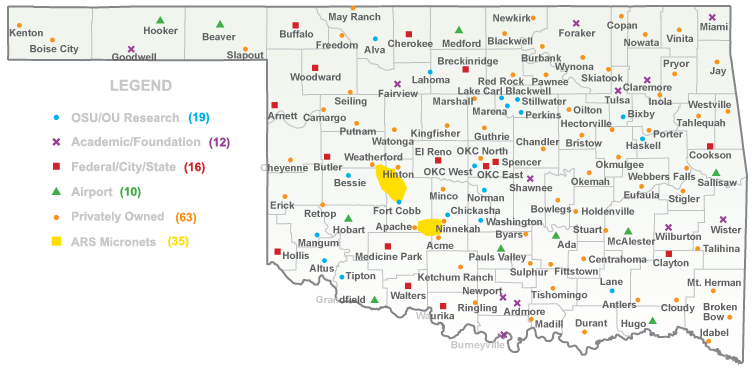 May Ranch
Kenton
Boise City
Hooker
Beaver
Buffalo
Freedom
Alva
Cherokee
Newkirk
Medford
Blackwell
Foraker
Copan
Nowata
Vinita
Miami
Goodwell
Slapout
Woodward
Breckinridge
Burbank
Wynona
Skiatook
Pryor
Jay
LEGEND
Lahoma
Fairview
Red Rock
Pawnee
Tulsa
Claremore
Inola
Lake Carl Blackwell
Seiling
Marshall
Stillwater
Marena
Perkins
Oilton
Hectorville
Bixby
Westville
Tahlequah
OSU/OU Research (19)
Arnett
Camargo
Putnam
Watonga
Kingfisher
Guthrie
Chandler
Bristow
Porter
Haskell
Academic/Foundation (12)
Cookson
Federal/City/State (16)
Cheyenne
Butler
Weatherford
El Reno
OKC North
Spencer
OKC West
OKC East
Okmulgee
Webbers Falls
Sallisaw
Hinton
Bessie
Shawnee
Okemah
Eufaula
Stigler
Airport (10)
Minco
Norman
Erick
Retrop
Fort Cobb
Chickasha
Bowlegs
Holdenville
Privately Owned (63)
Hobart
Apache
Ninnekah
Washington
Byars
Stuart
McAlester
Wilburton
Wister
ARS Micronets (35)
Mangum
Acme
Ada
Talihina
Hollis
Medicine Park
Pauls Valley
Centrahoma
Clayton
Altus
Tipton
Ketchum Ranch
Sulphur
Fittstown
Lane
Mt. Herman
Grandfield
Walters
Newport
Tishomingo
Antlers
Cloudy
Broken
Bow
Waurika
Ringling
Ardmore
Madill
Durant
Hugo
Idabel
Burneyville